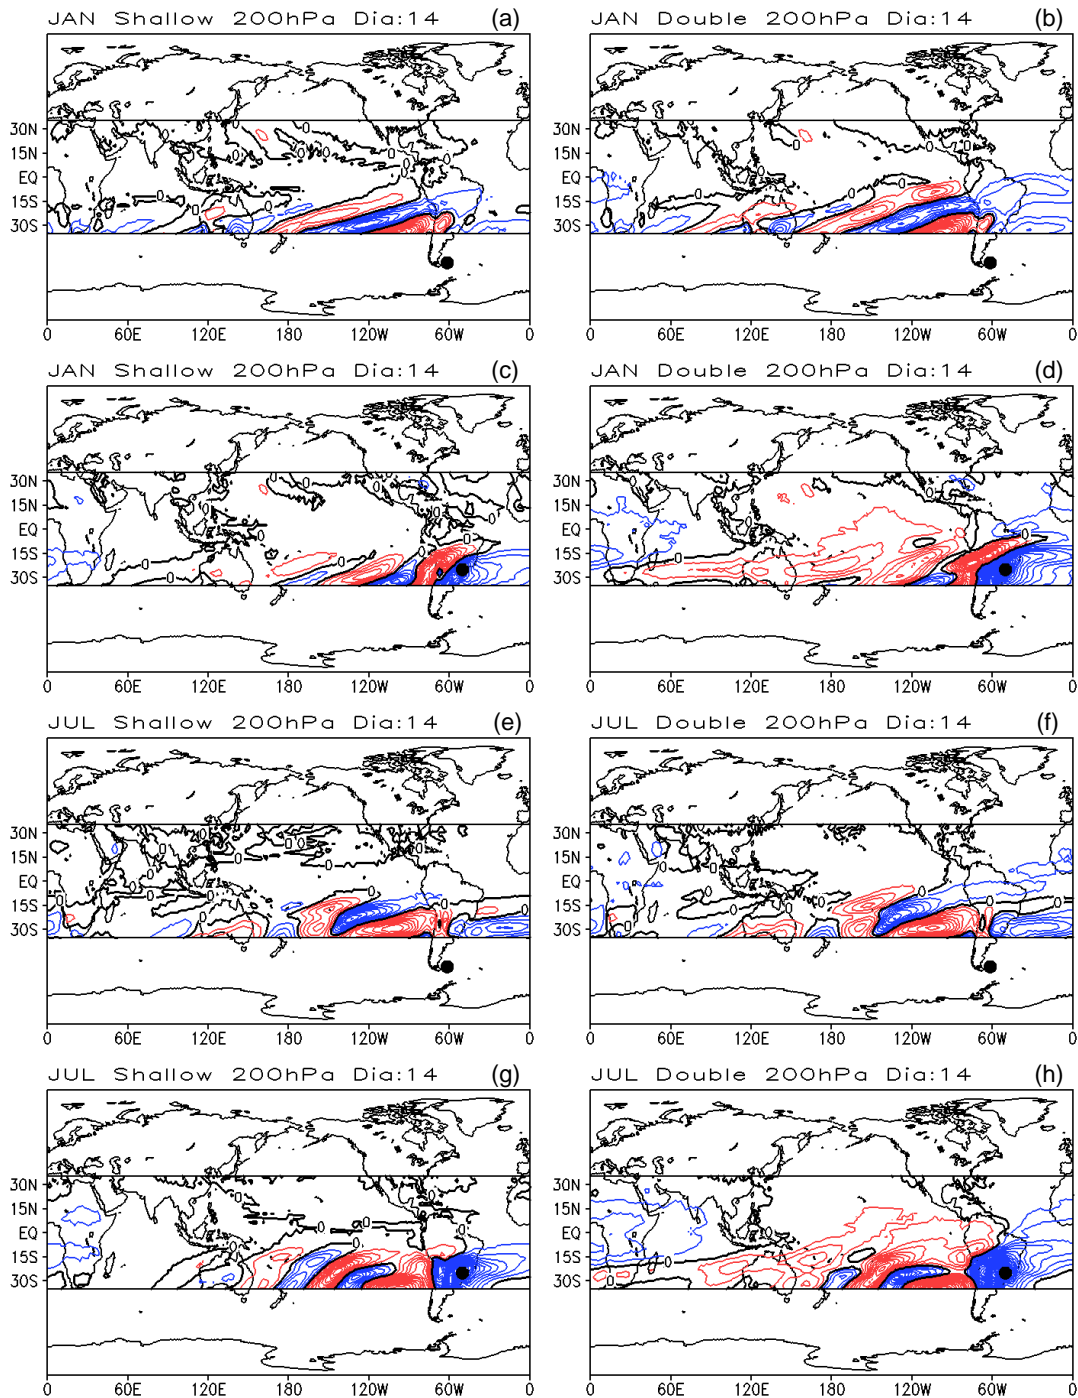 JAN Shallow 200hPa Dia:14 (a)
JAN Double 200hPa Dia:14 (b)
30N
15N
EQ
15S
30S
0 60E 120E 180 120W 60W 0
30N
15N
EQ
15S
30S
0 60E 120E 180 120W 60W 0
JAN Shallow 200hPa Dia:14 (c)
JAN Double 200hPa Dia:14 (d)
30N
15N
EQ
15S
30S
0 60E 120E 180 120W 60W 0
30N
15N
EQ
15S
30S
0 60E 120E 180 120W 60W 0
JUL Shallow 200hPa Dia:14 (e)
JUL Double 200hPa Dia:14 (f)
30N
15N
EQ
15S
30S
0 60E 120E 180 120W 60W 0
30N
15N
EQ
15S
30S
0 60E 120E 180 120W 60W 0
JUL Shallow 200hPa Dia:14 (g)
JUL Double 200hPa Dia:14 (h)
30N
15N
EQ
15S
30S
0 60E 120E 180 120W 60W 0
30N
15N
EQ
15S
30S
0 60E 120E 180 120W 60W 0